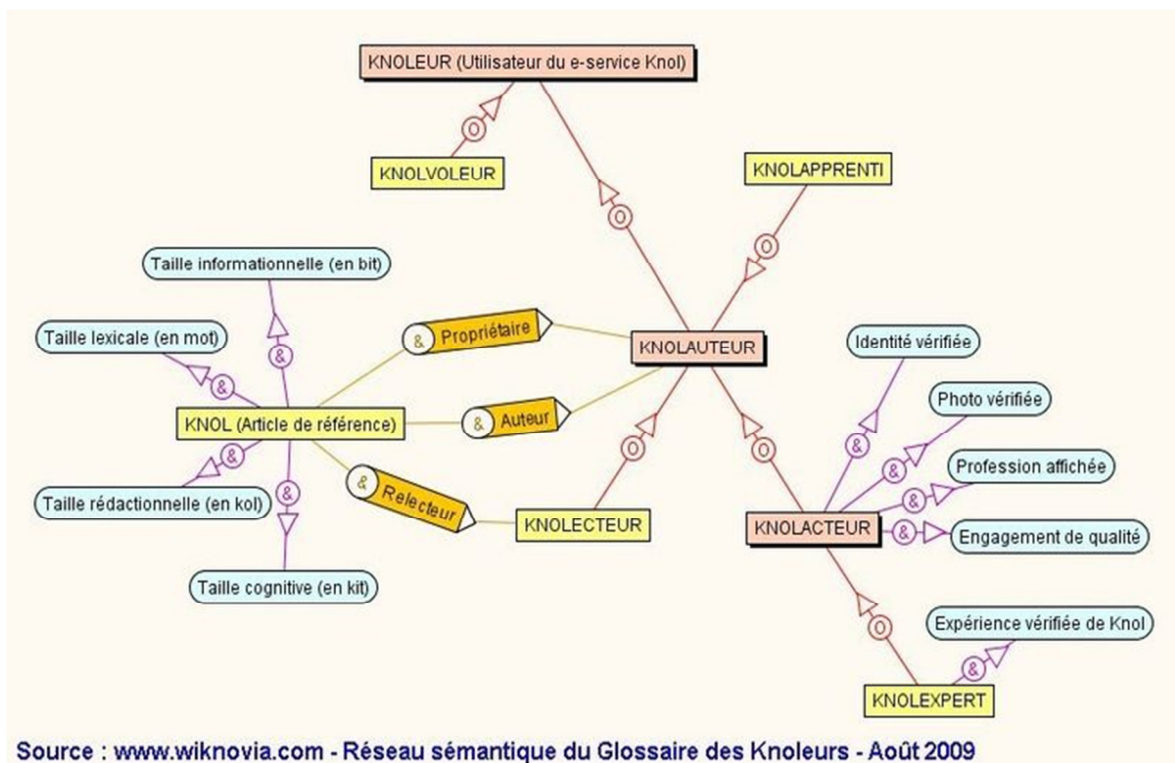 KNOLEUR (Utilisateur du e-service Knol)
O
KNOLVOLEUR
KNOLAPPRENTI
O
O
Taille informationnelle (en bit)
Taille lexicale (en mot)
& Propriétaire
KNOLAUTEUR
Identité vérifiée
&
&
Photo vérifiée
KNOL (Article de référence)
& Auteur
&
&
O
O
&
Profession affichée
&
& Relecteur
&
Taille rédactionnelle (en kol)
KNOLECTEUR
KNOLACTEUR
&
Engagement de qualité
Taille cognitive (en kit)
O
Expérience vérifiée de Knol
&
KNOLEXPERT
Source : www.wiknovia.com - Réseau sémantique du Glossaire des Knoleurs - Août 2009